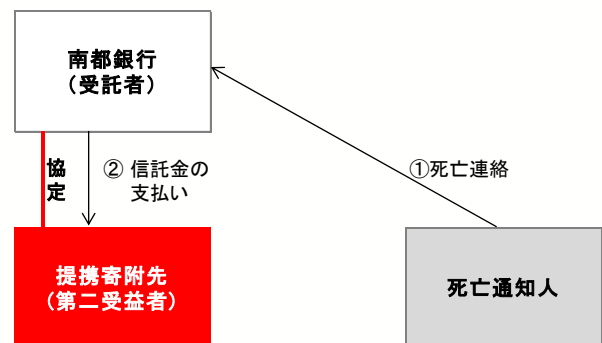 南都銀行
（受託者）
協
定
② 信託金の
支払い
①死亡連絡
提携寄附先
（第二受益者）
死亡通知人